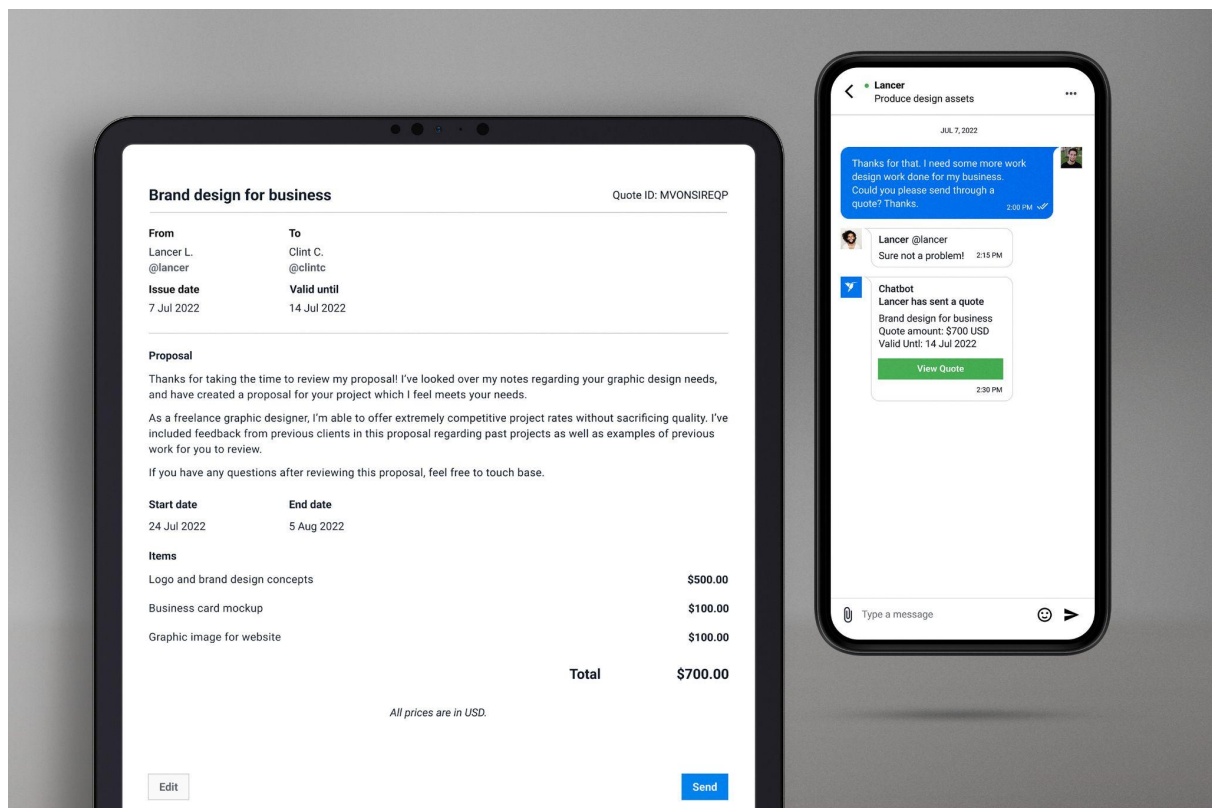 Brand design for business
Quote ID: MVONSIREQP
From To
Lancer L. Clint C.
@lancer @clintc
Issue date Valid until
7 Jul 2022 14 Jul 2022
Proposal
Thanks for taking the time to review my proposal! I've looked over my notes regarding your graphic design needs,
and have created a proposal for your project which I feel meets your needs.
As a freelance graphic designer, I'm able to offer extremely competitive project rates without sacrificing quality. I've
included feedback from previous clients in this proposal regarding past projects as well as examples of previous
work for you to review.
If you have any questions after reviewing this proposal, feel free to touch base.
Start date End date
24 Jul 2022 5 Aug 2022
Items
Logo and brand design concepts $500.00
Business card mockup $100.00
Graphic image for website $100.00
Total $700.00
All prices are in USD.
Edit Send
Lancer
Produce design assets
JUL 7, 2022
Thanks for that. I need some more work
design work done for my business.
Could you please send through a
quote? Thanks.
2:00 PM
Lancer @lancer
Sure not a problem! 2:15 PM
Chatbot
Lancer has sent a quote
Brand design for business
Quote amount: $700 USD
Valid Untl: 14 Jul 2022
View Quote
2:30 PM
Type a message